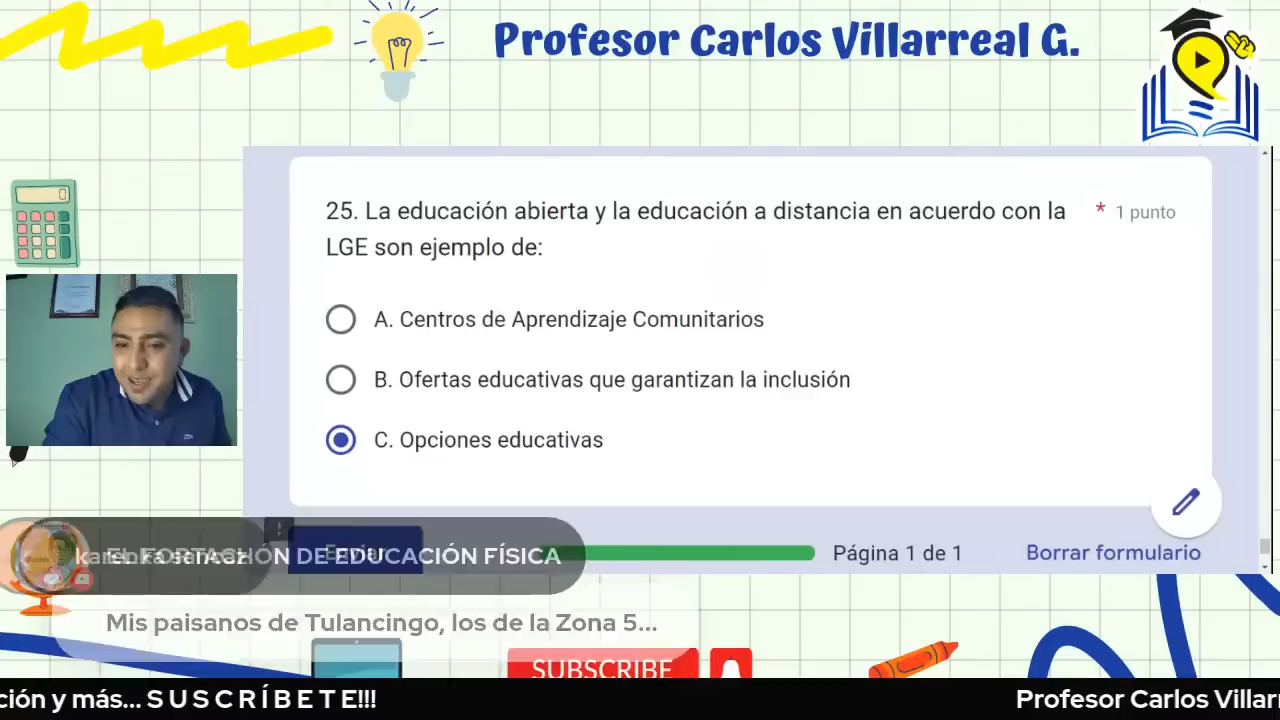 Profesor Carlos Villarreal G.
25. La educación abierta y la educación a distancia en acuerdo con la
LGE son ejemplo de:
* 1 punto
A. Centros de Aprendizaje Comunitarios
B. Ofertas educativas que garantizan la inclusión
C. Opciones educativas
EL FORTACHÓN DE EDUCACIÓN FÍSICA
Página 1 de 1
Borrar formulario
Mis paisanos de Tulancingo, los de la Zona 5...
SUBSCRIBE
ción y más... S U S C R Í B E T E!!!
Profesor Carlos Villarr